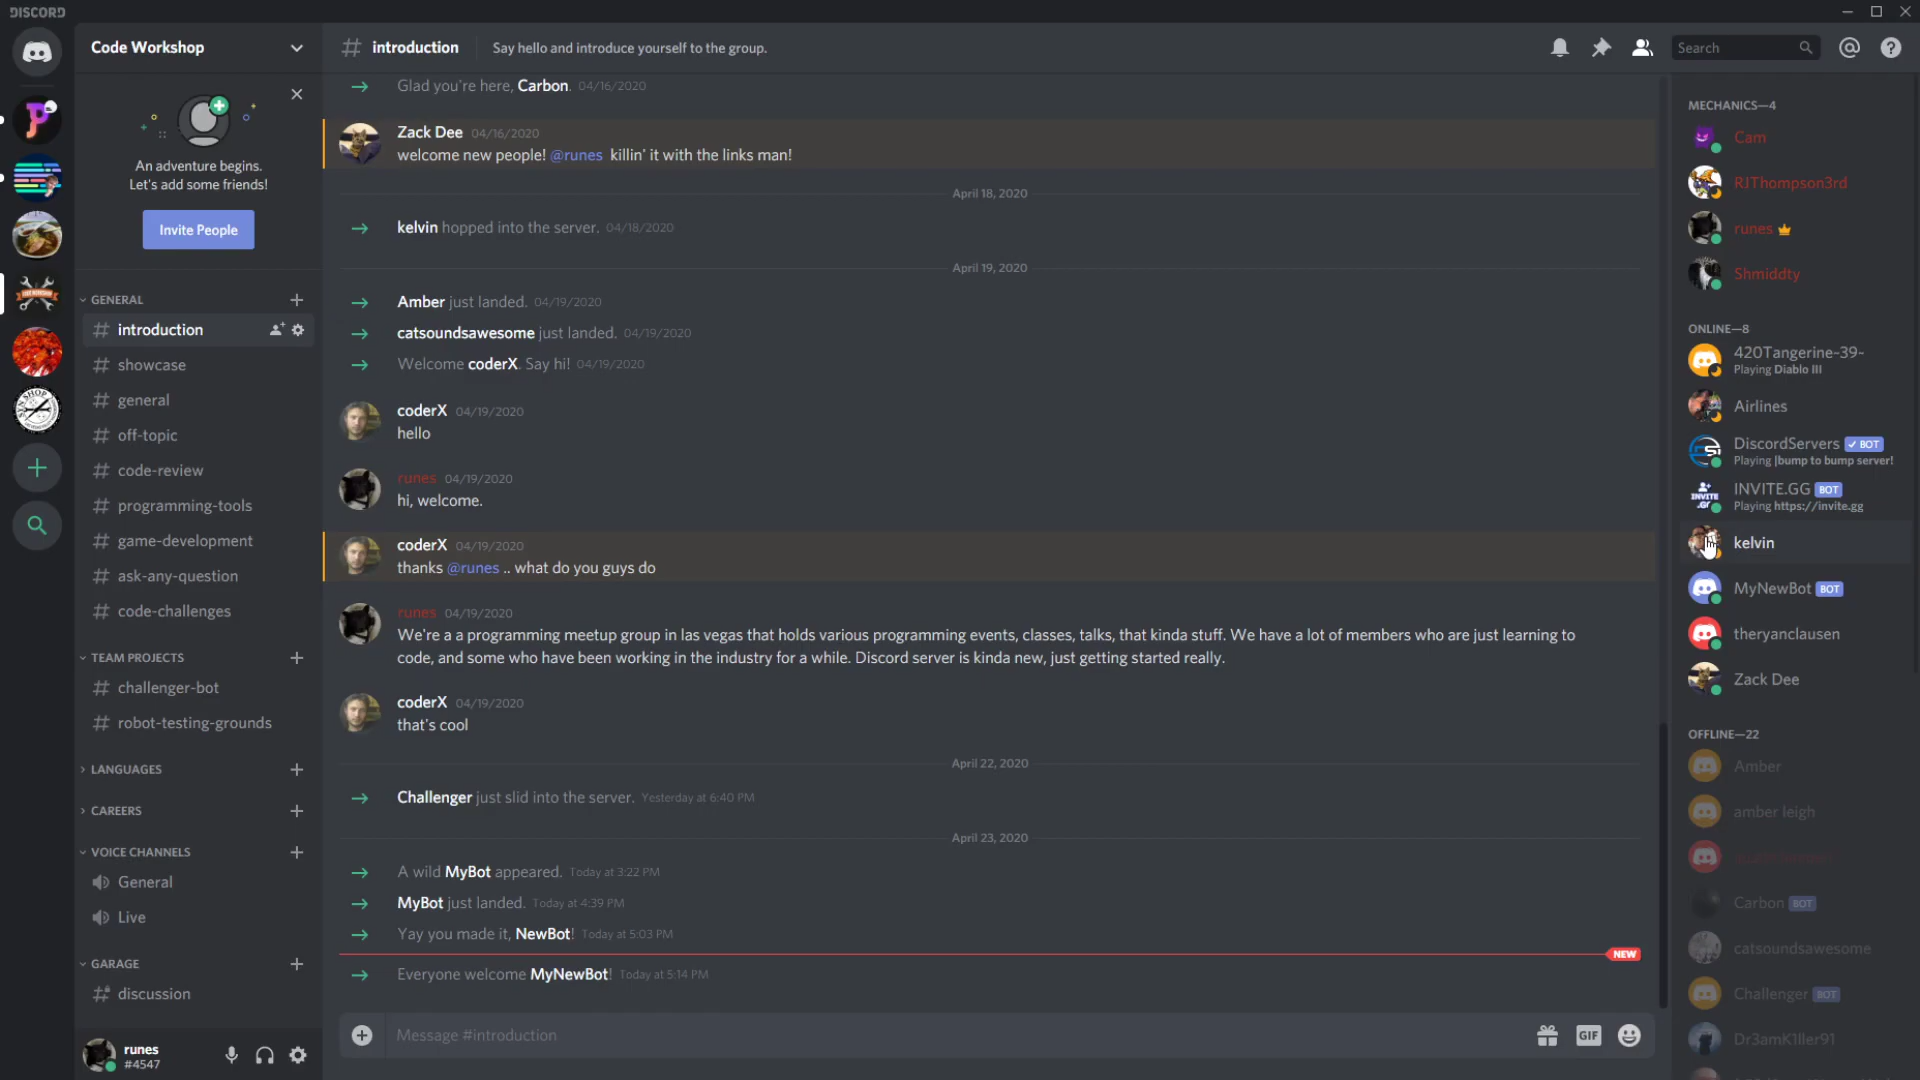 DISCORD
Code Workshop
An adventure begins.
Let's add some friends!
Invite People
GENERAL
introduction
showcase
general
off-topic
code-review
programming-tools
game-development
ask-any-question
code-challenges
TEAM PROJECTS
challenger-bot
robot-testing-grounds
LANGUAGES
CAREERS
VOICE CHANNELS
General
Live
GARAGE
discussion
runes
#4547
# introduction
Say hello and introduce yourself to the group.
Search
Glad you're here, Carbon. 04/16/2020
Zack Dee 04/16/2020
welcome new people! @runes killin' it with the links man!
April 18, 2020
kelvin hopped into the server. 04/18/2020
April 19, 2020
Amber just landed. 04/19/2020
catsoundsawesome just landed. 04/19/2020
Welcome coderX. Say hi! 04/19/2020
coderX 04/19/2020
hello
runes 04/19/2020
hi, welcome.
coderX 04/19/2020
thanks @runes .. what do you guys do
runes 04/19/2020
We're a a programming meetup group in las vegas that holds various programming events, classes, talks, that kinda stuff. We have a lot of members who are just learning to
code, and some who have been working in the industry for a while. Discord server is kinda new, just getting started really.
coderX 04/19/2020
that's cool
April 22, 2020
Challenger just slid into the server. Yesterday at 6:40 PM
April 23, 2020
A wild MyBot appeared. Today at 3:22 PM
MyBot just landed. Today at 4:39 PM
Yay you made it, NewBot! Today at 5:03 PM
NEW
Everyone welcome MyNewBot! Today at 5:14 PM
Message #introduction
GIF
MECHANICS—4
Cam
RJThompson3rd
runes
Shmiddty
ONLINE—8
420Tangerine-39-
Playing Diablo III
Airlines
DiscordServers BOT
Playing |bump to bump server!
INVITE.GG BOT
Playing https://invite.gg
kelvin
MyNewBot BOT
theryanclausen
Zack Dee
OFFLINE—22
Amber
amber leigh
Carbon BOT
catsoundsawesome
Challenger BOT
Dr3amK1ller91